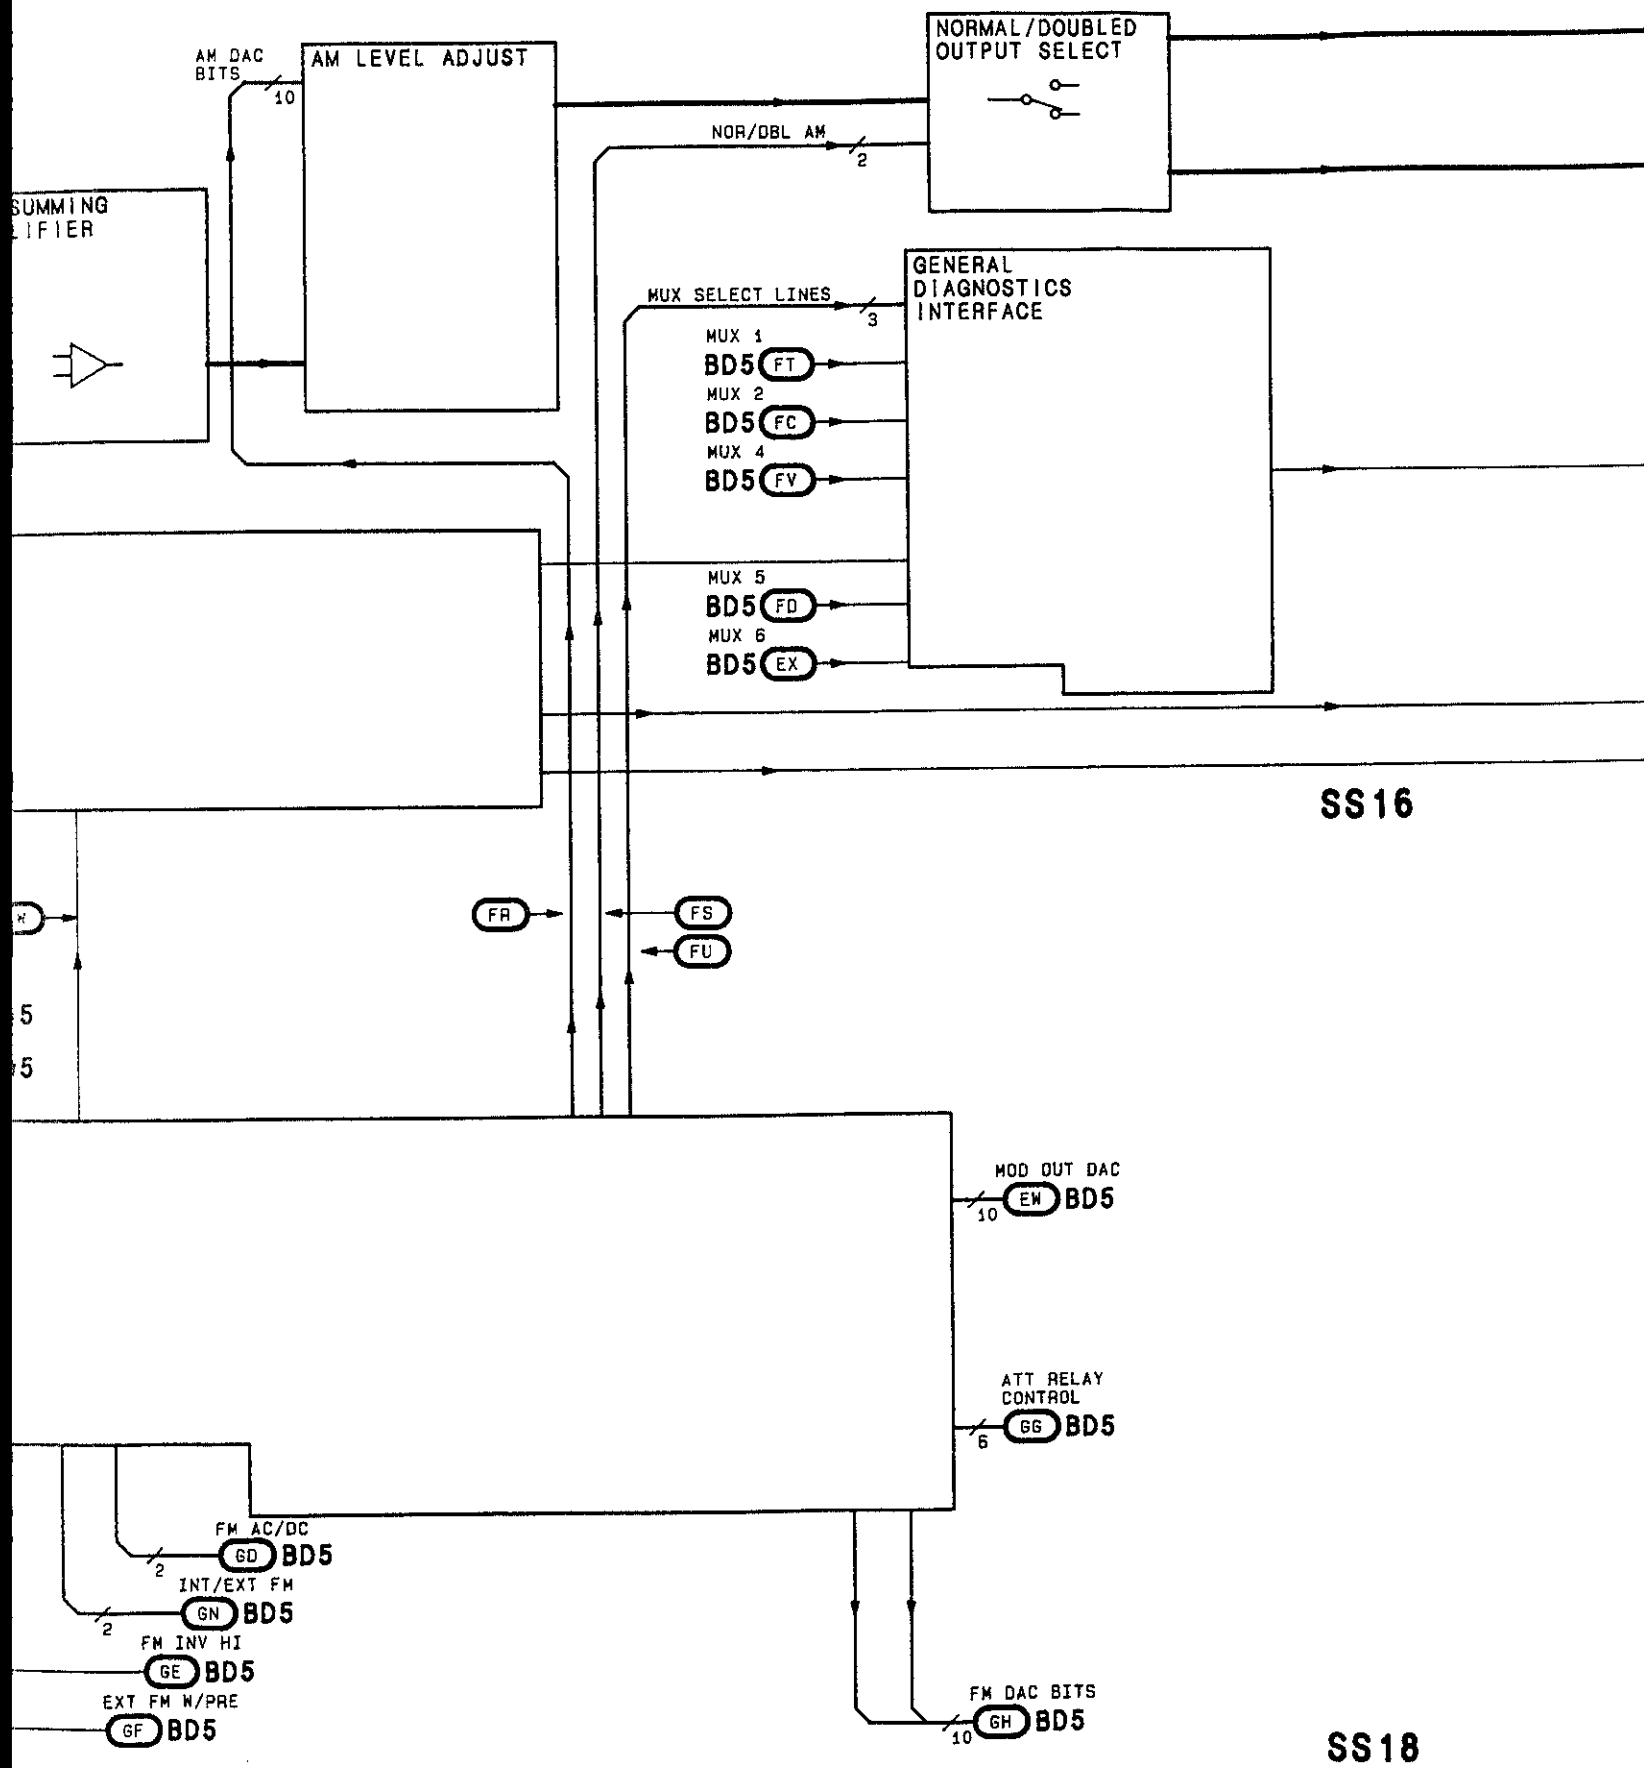 NORMAL/DOUBLED
OUTPUT SELECT
AM DAC
BITS
10
AM LEVEL ADJUST
NOR/DBL AM
2
SUMMING
LIFIER
GENERAL
DIAGNOSTICS
INTERFACE
MUX SELECT LINES
3
MUX 1
BD5 FT
MUX 2
BD5 FC
MUX 4
BD5 FV
MUX 5
BD5 FD
MUX 6
BD5 EX
SS16
W
FR
FS
FU
5
5
MOD OUT DAC
10 EW BD5
ATT RELAY
CONTROL
6 GG BD5
FM AC/DC
2 GD BD5
INT/EXT FM
2 GN BD5
FM INV HI
GE BD5
EXT FM W/PRE
GF BD5
FM DAC BITS
10 GH BD5
SS18